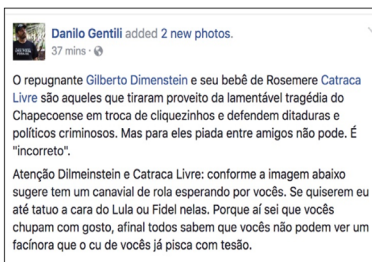 Danilo Gentili added 2 new photos.
37 mins ·
O repugnante Gilberto Dimenstein e seu bebê de Rosemere Catraca
Livre são aqueles que tiraram proveito da lamentável tragédia do
Chapecoense em troca de cliquezinhos e defendem ditaduras e
políticos criminosos. Mas para eles piada entre amigos não pode. É
"incorreto".
Atenção Dilmeinstein e Catraca Livre: conforme a imagem abaixo
sugere tem um canavial de rola esperando por vocês. Se quiserem eu
até tatuo a cara do Lula ou Fidel nelas. Porque aí sei que vocês
chupam com gosto, afinal todos sabem que vocês não podem ver um
facínora que o cu de vocês já pisca com tesão.